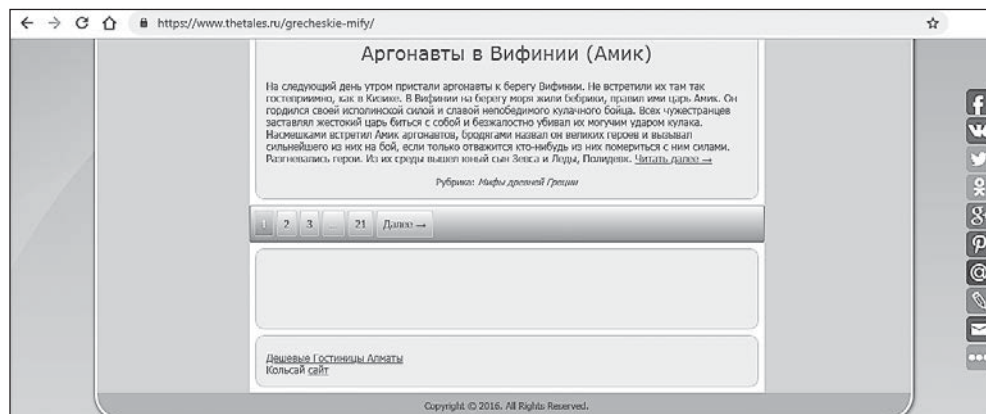 https://www.thetales.ru/grecheskie-mify/
Аргонавты в Вифинии (Амик)
На следующий день утром пристали аргонавты к берегу Вифинии. Не встретили их там так
гостеприимно, как в Кизике. В Вифинии на берегу моря жили бебрики, правил ими царь Амик. Он
гордился своей исполинской силой и славой непобедимого кулачного бойца. Всех чужестранцев
заставлял жестокий царь биться с собой и безжалостно убивал их могучим ударом кулака.
Насмешками встретил Амик аргонавтов, бродягами назвал он великих героев и вызывал
сильнейшего из них на бой, если только отважится кто-нибудь из них помериться с ним силами.
Разгневались герои. Из их среды вышел юный сын Зевса и Леды, Полидевк. Читать далее →
Рубрика: Мифы древней Греции
1 2 3 ... 21 Далее →
Дешевые Гостиницы Алматы
Кольсай сайт
Copyright © 2016. All Rights Reserved.